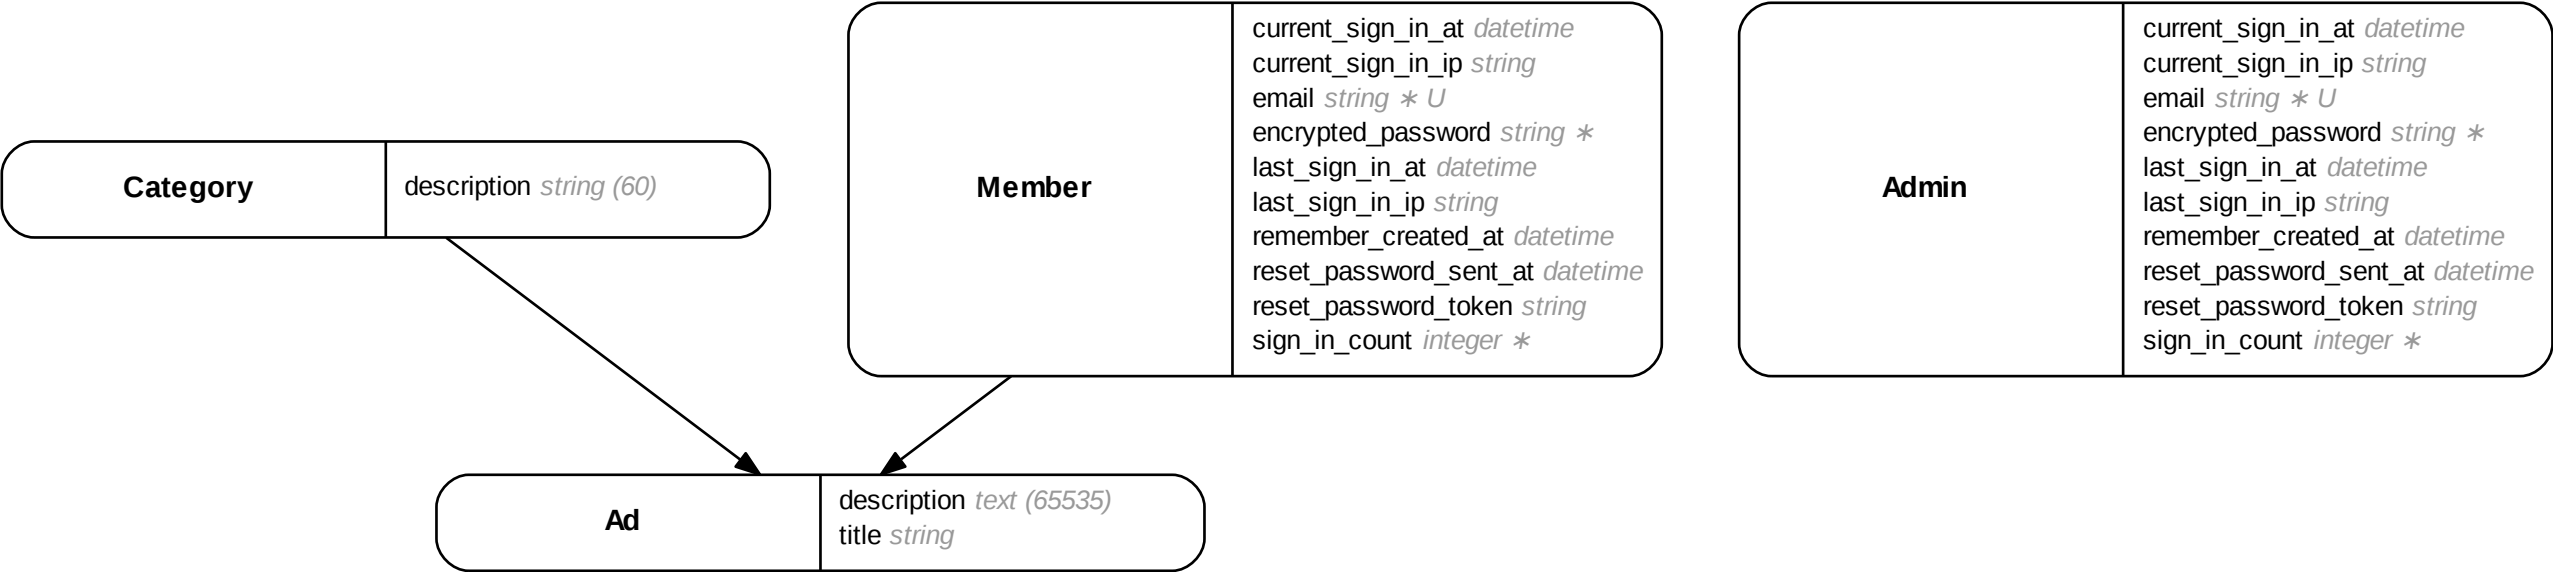 Category
description string (60)
Member
current_sign_in_at datetime
current_sign_in_ip string
email string ∗ U
encrypted_password string ∗
last_sign_in_at datetime
last_sign_in_ip string
remember_created_at datetime
reset_password_sent_at datetime
reset_password_token string
sign_in_count integer ∗
Admin
current_sign_in_at datetime
current_sign_in_ip string
email string ∗ U
encrypted_password string ∗
last_sign_in_at datetime
last_sign_in_ip string
remember_created_at datetime
reset_password_sent_at datetime
reset_password_token string
sign_in_count integer ∗
Ad
description text (65535)
title string